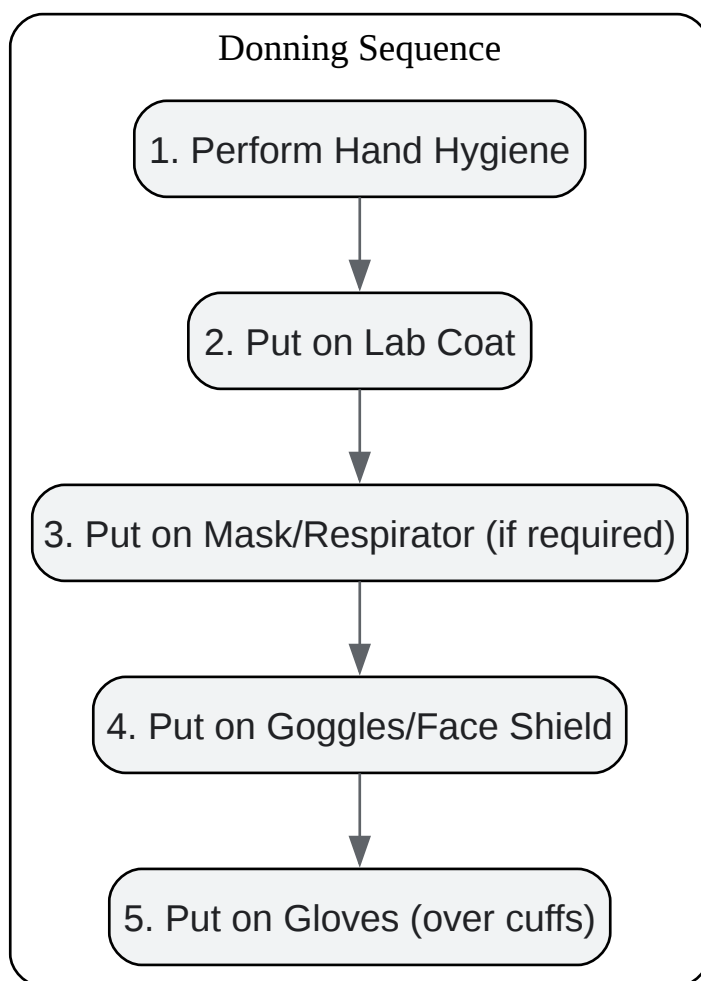 Donning Sequence
1. Perform Hand Hygiene
2. Put on Lab Coat
3. Put on Mask/Respirator (if required)
4. Put on Goggles/Face Shield
5. Put on Gloves (over cuffs)